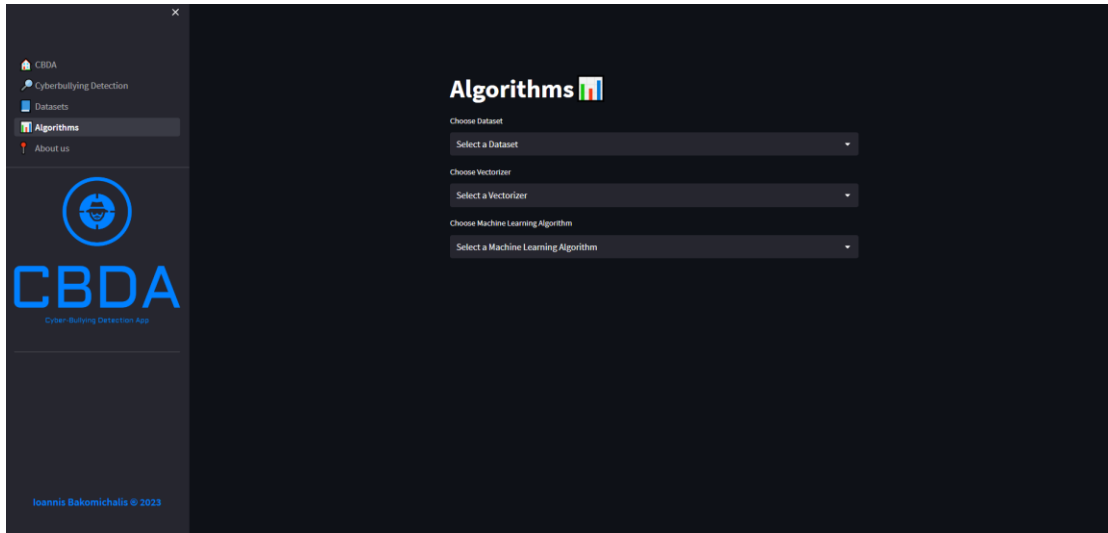 CBDA
Cyberbullying Detection
Datasets
Algorithms
About us
CBDA
Cyber-Bullying Detection App
Ioannis Bakomichalis © 2023
Algorithms
Choose Dataset
Select a Dataset
Choose Vectorizer
Select a Vectorizer
Choose Machine Learning Algorithm
Select a Machine Learning Algorithm